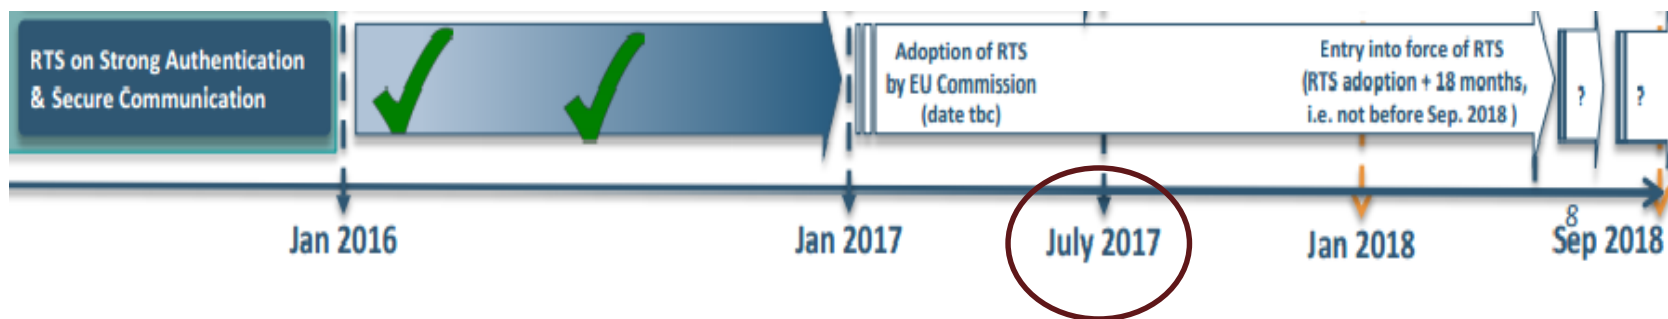 RTS on Strong Authentication
& Secure Communication
Adoption of RTS
by EU Commission
(date tbc)
Entry into force of RTS
(RTS adoption + 18 months,
i.e. not before Sep. 2018 )
?
?
Jan 2016
Jan 2017
July 2017
Jan 2018
8
Sep 2018